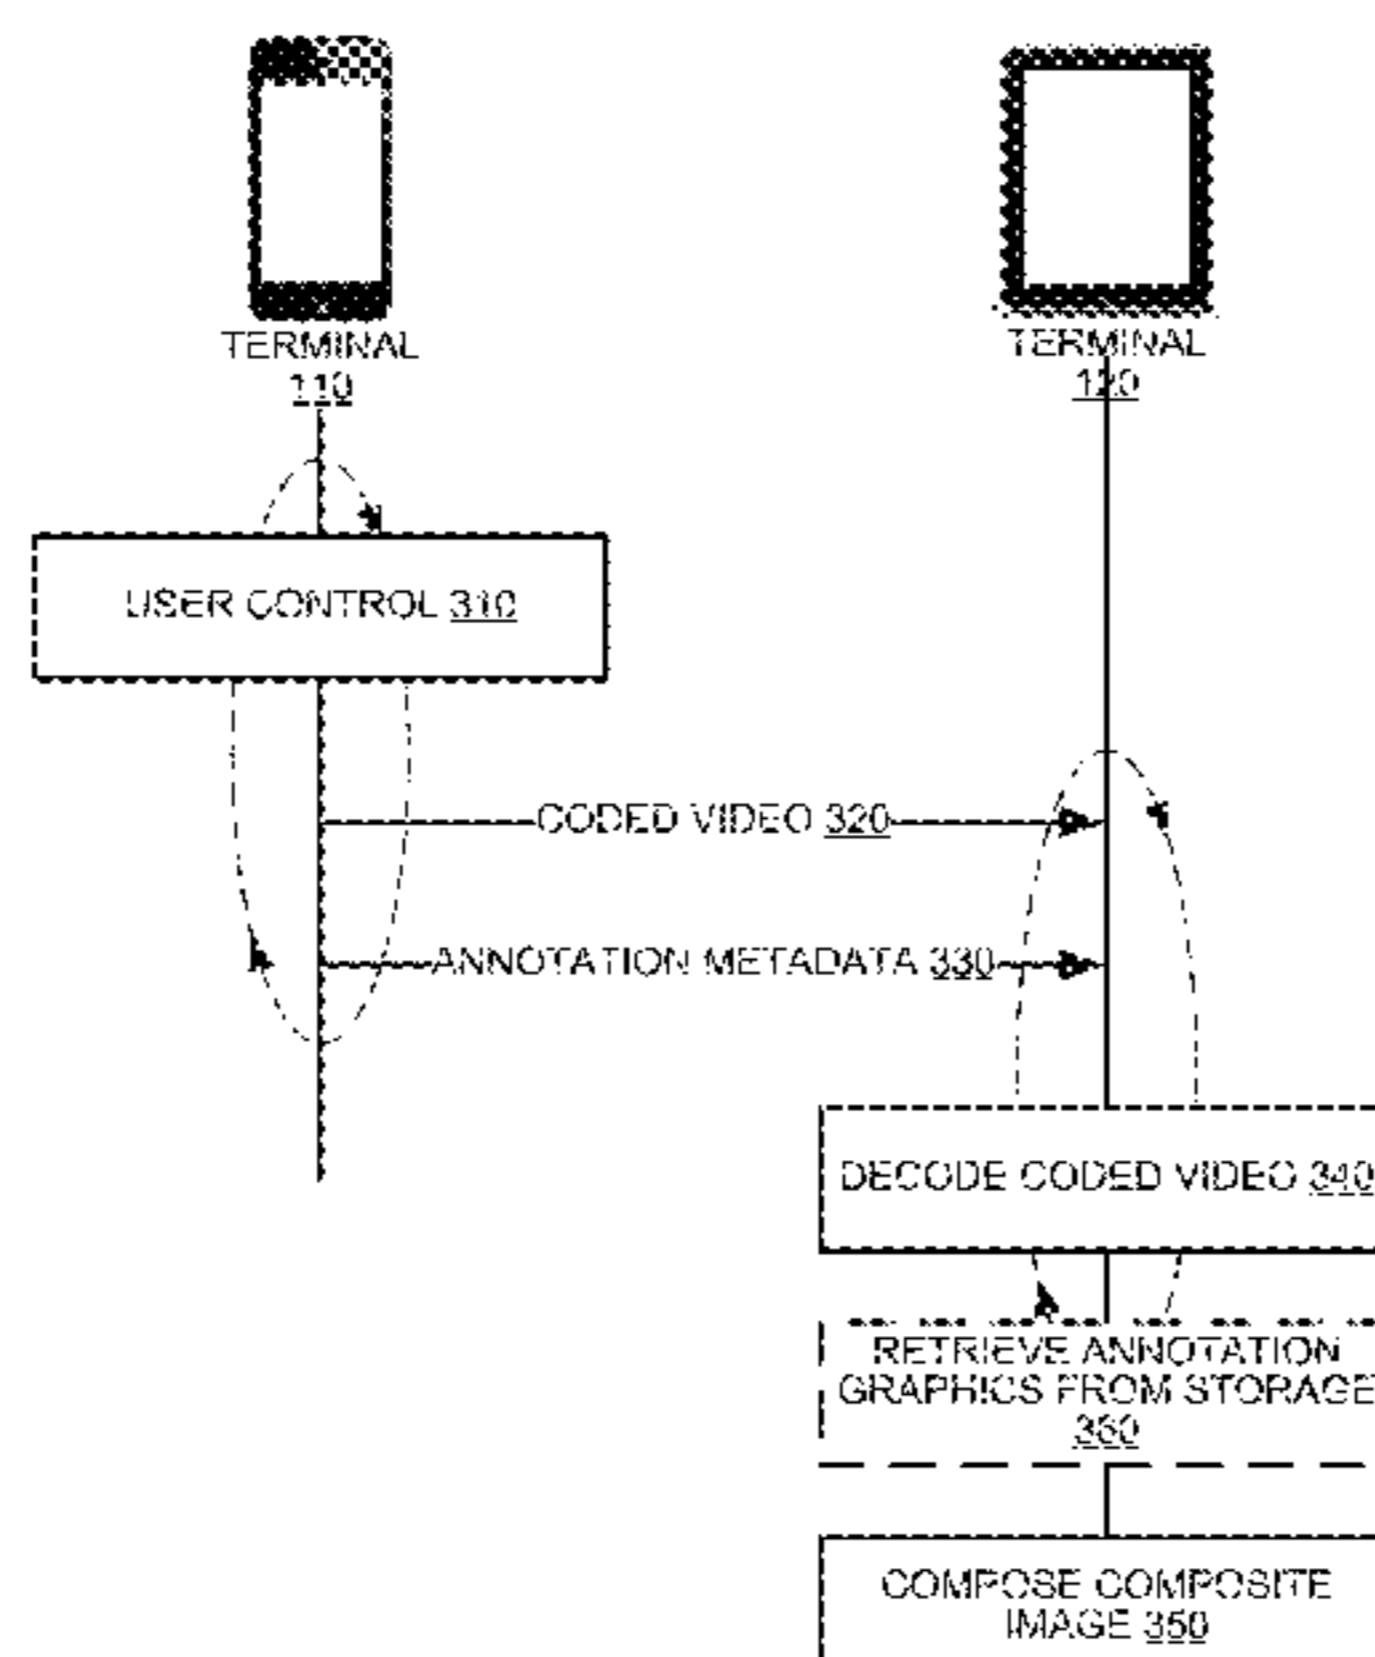 TERMINAL
110
TERMINAL
120
USER CONTROL 310
CODED VIDEO 320
ANNOTATION METADATA 330
DECODE CODED VIDEO 340
RETRIEVE ANNOTATION
GRAPHICS FROM STORAGE
360
COMPOSE COMPOSITE
IMAGE 350